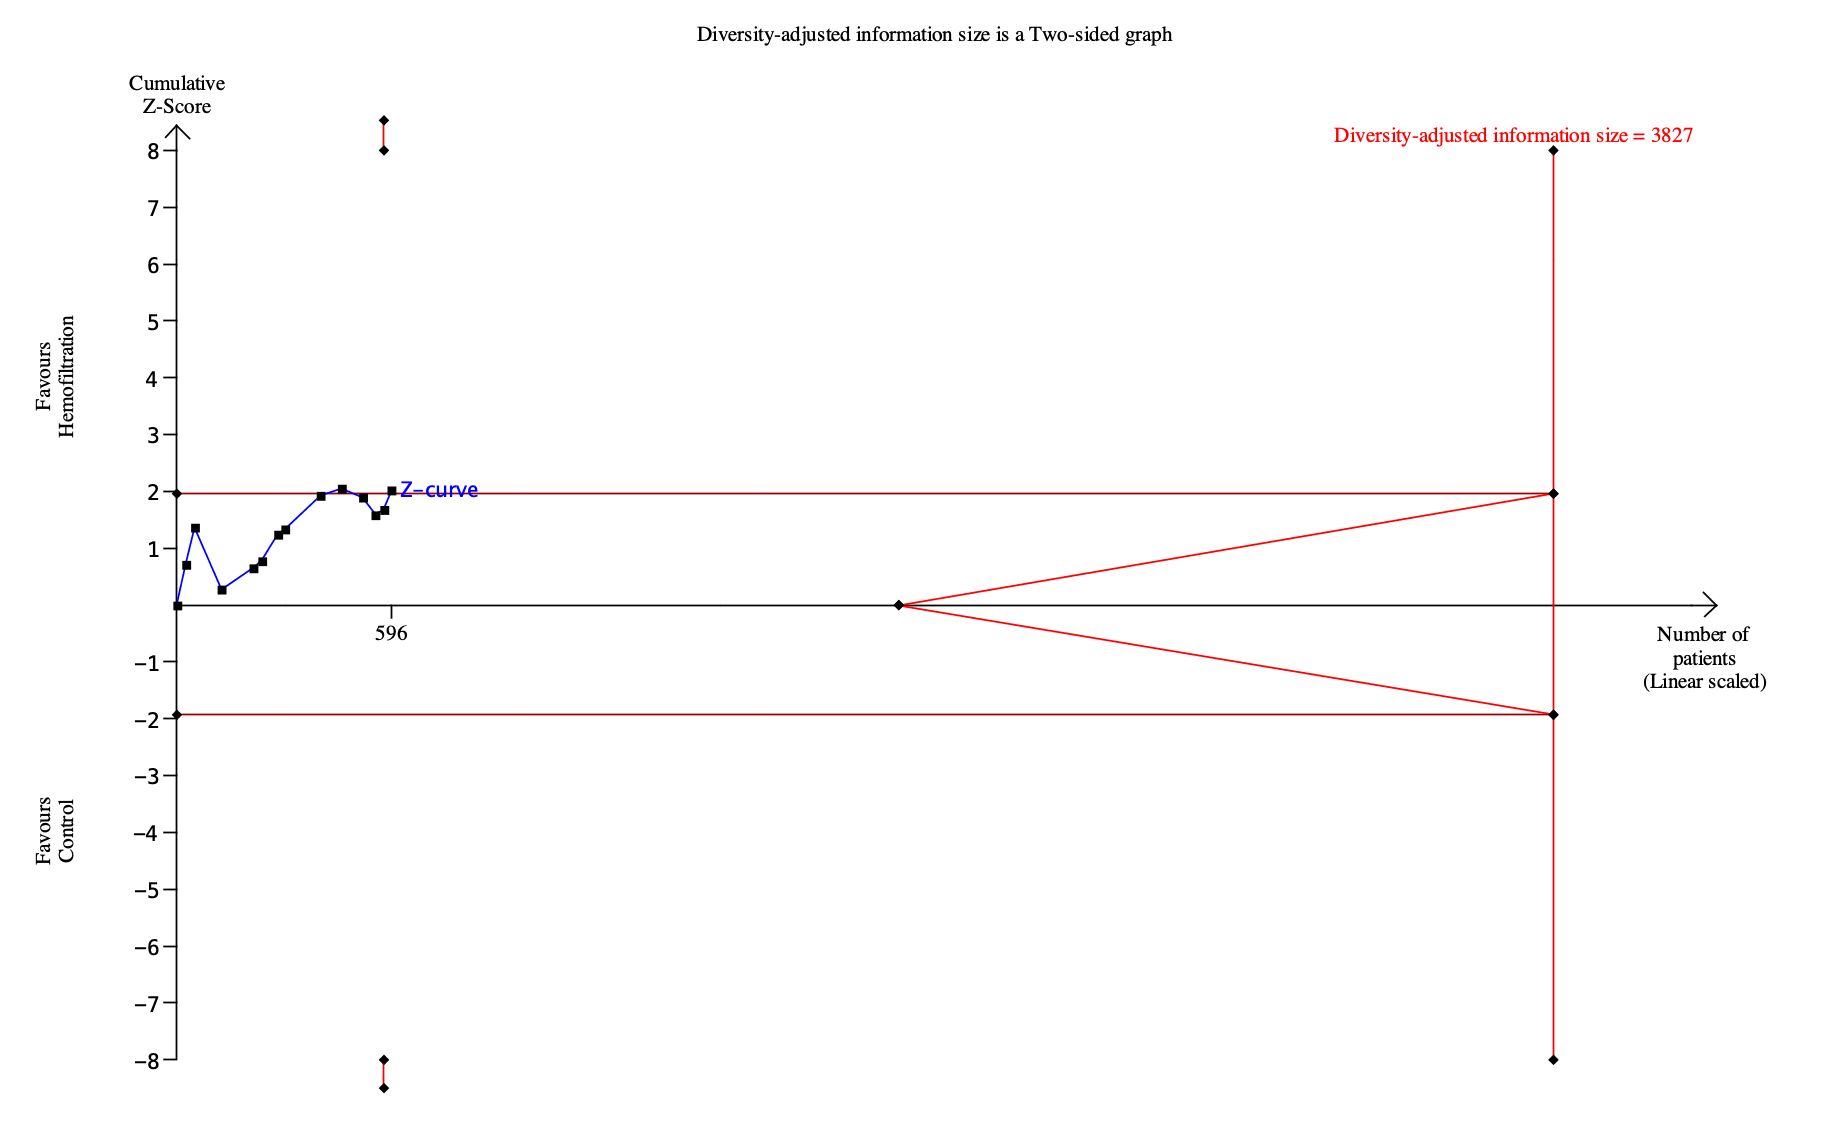 Diversity-adjusted information size is a Two-sided graph
Cumulative
Z-Score
Diversity-adjusted information size = 3827
8
7
6
5
4
3
2
1
−1
−2
−3
−4
−5
−6
−7
−8
Favours
Hemofiltration
Favours
Control
Z−curve
596
Number of
patients
(Linear scaled)